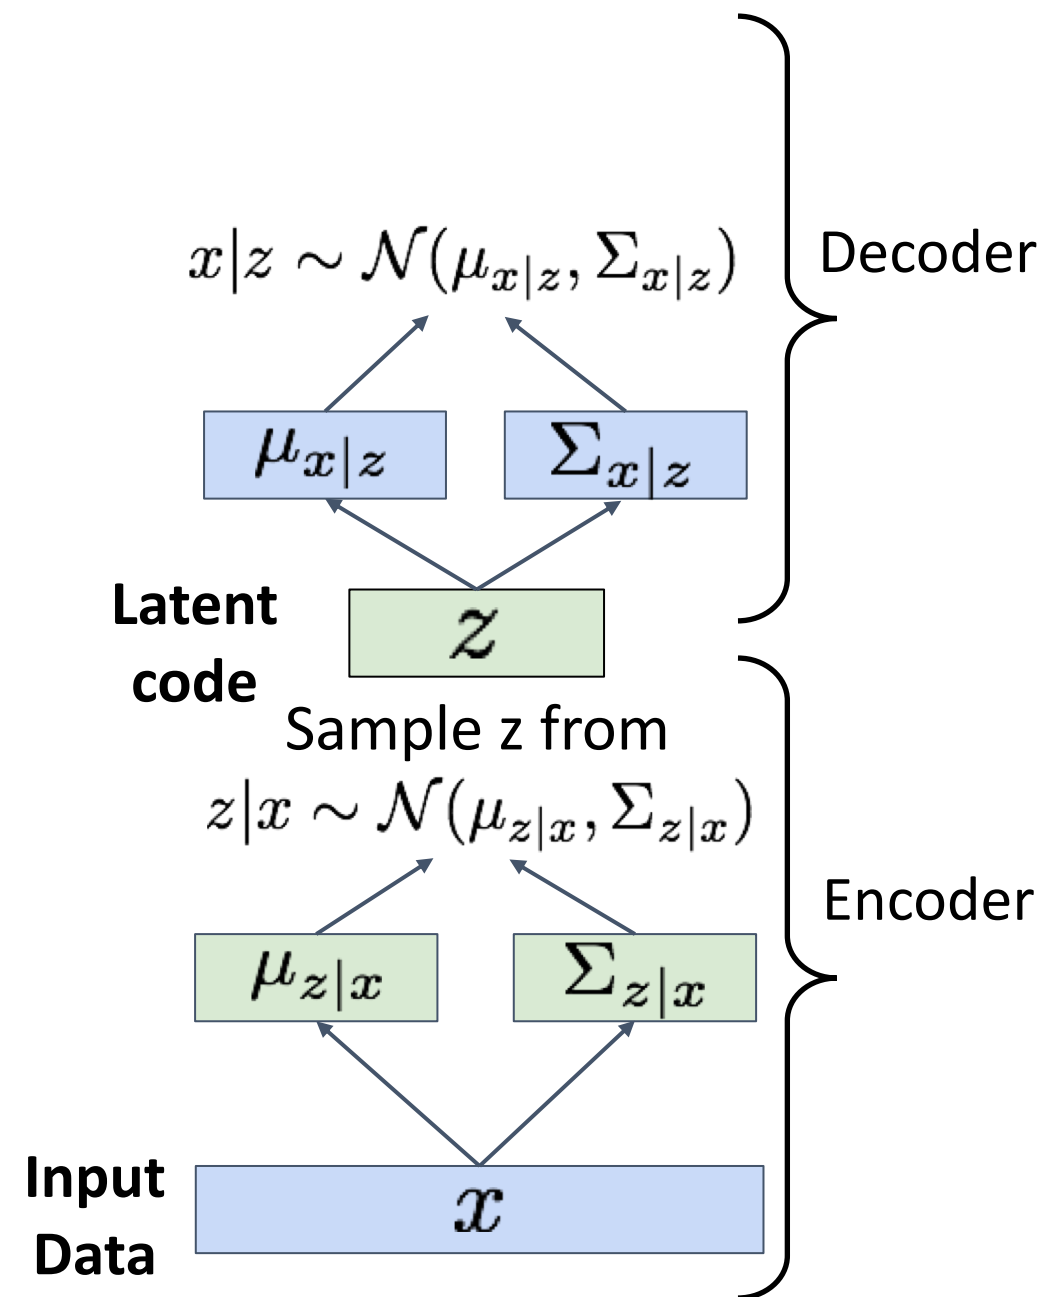 x|z ∼ 𝒩(μ_{x|z}, Σ_{x|z})
Decoder
μ_{x|z}
Σ_{x|z}
Latent
code
z
Sample z from
z|x ∼ 𝒩(μ_{z|x}, Σ_{z|x})
Encoder
μ_{z|x}
Σ_{z|x}
Input
Data
x